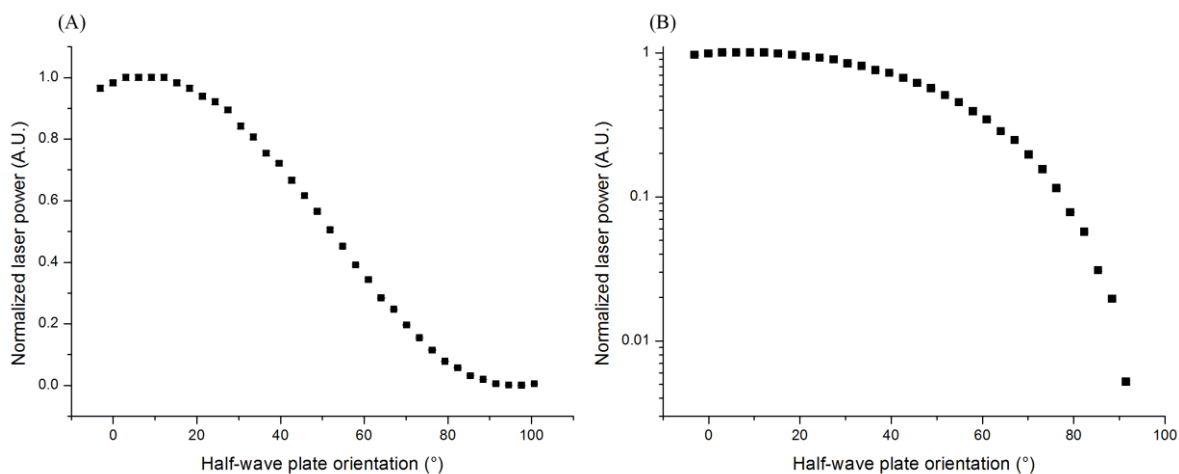 (A)
1.0
0.8
0.6
0.4
0.2
0.0
Normalized laser power (A.U.)
0 20 40 60 80 100
Half-wave plate orientation (°)
(B)
1
0.1
0.01
Normalized laser power (A.U.)
0 20 40 60 80 100
Half-wave plate orientation (°)